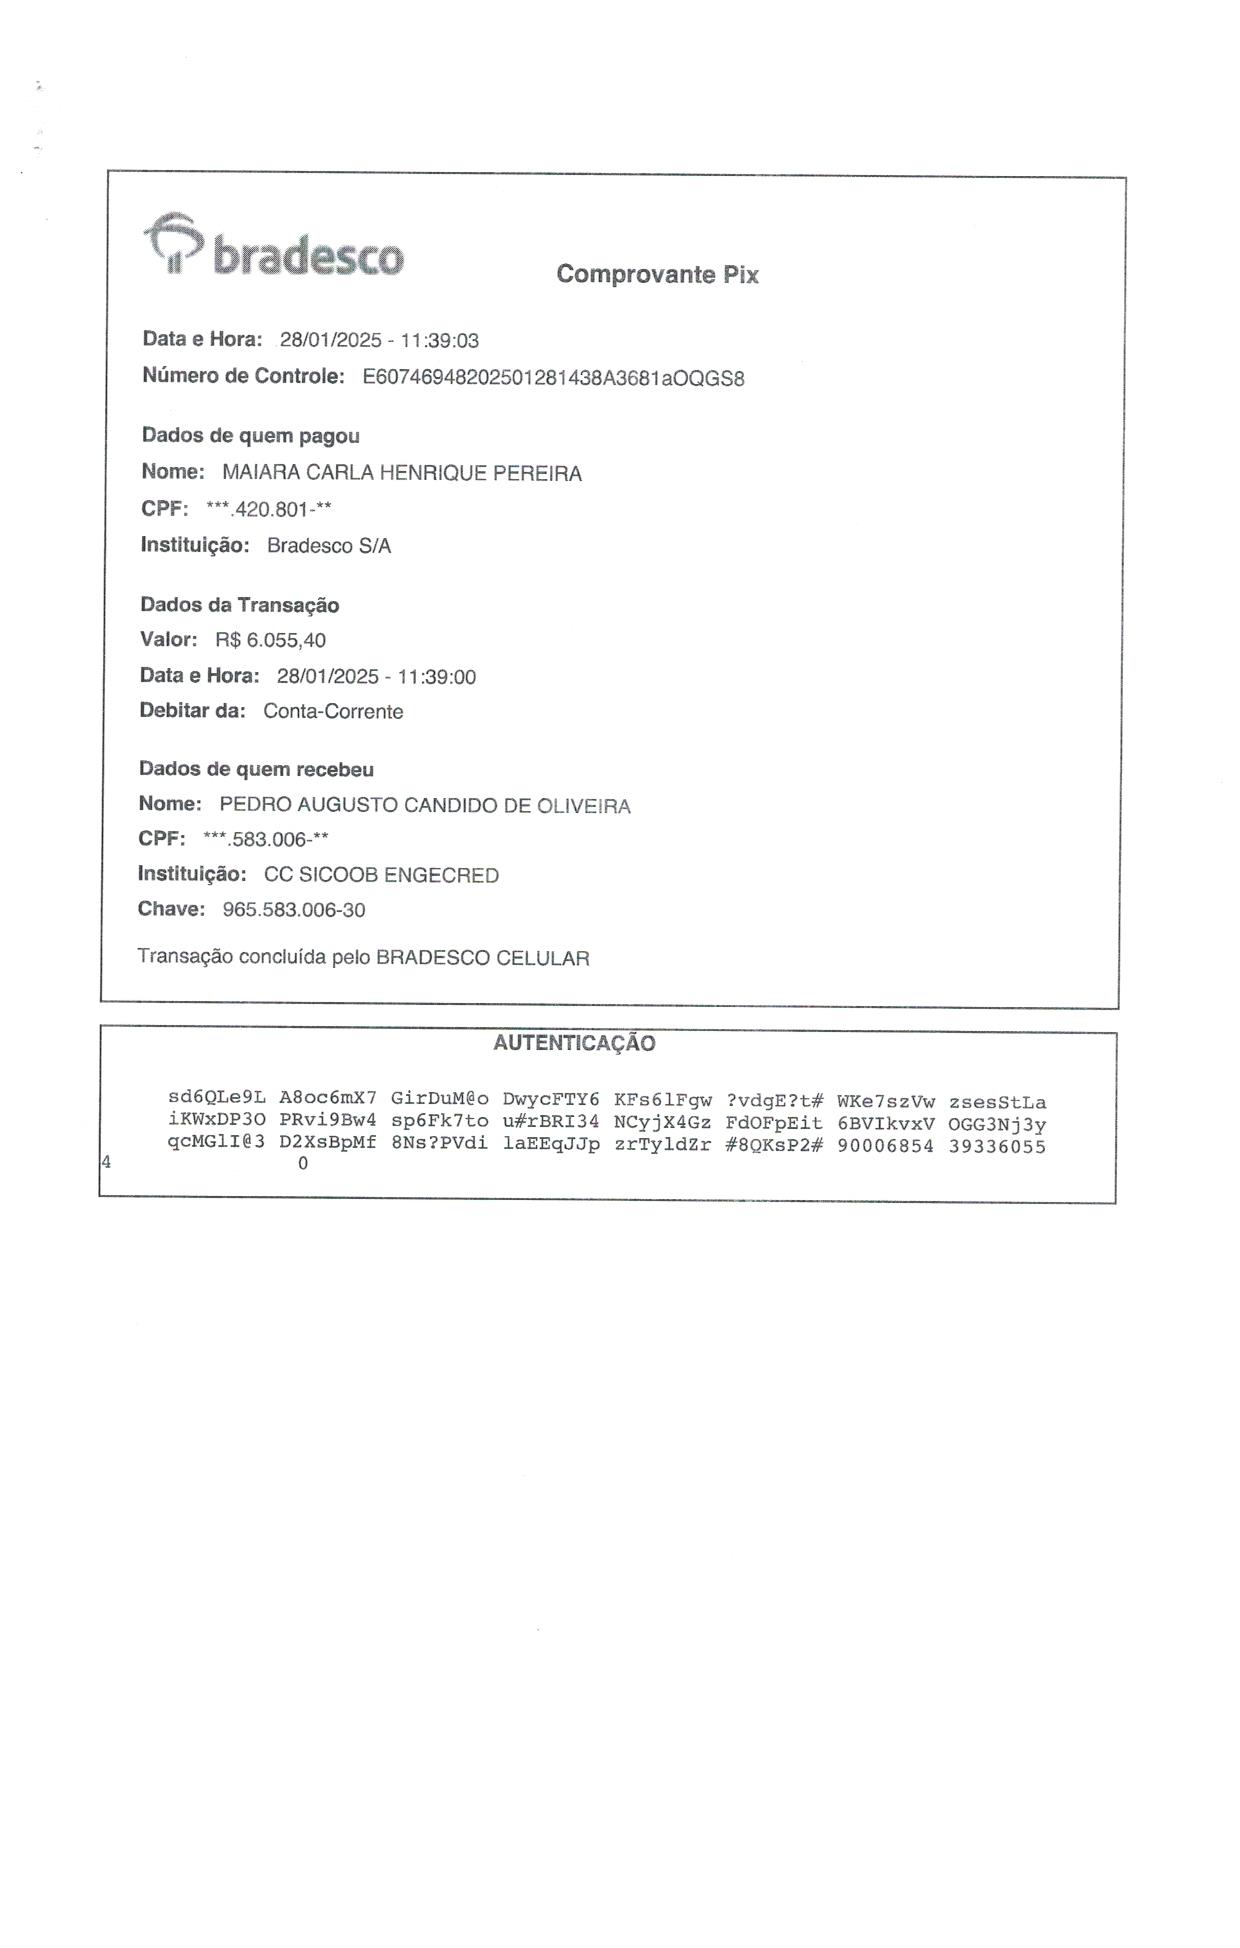 bradesco
Comprovante Pix
Data e Hora: 28/01/2025 - 11:39:03
Número de Controle: E60746948202501281438A3681aOQGS8
Dados de quem pagou
Nome: MAIARA CARLA HENRIQUE PEREIRA
CPF: ***.420.801-**
Instituição: Bradesco S/A
Dados da Transação
Valor: R$ 6.055,40
Data e Hora: 28/01/2025 - 11:39:00
Debitar da: Conta-Corrente
Dados de quem recebeu
Nome: PEDRO AUGUSTO CANDIDO DE OLIVEIRA
CPF: ***.583.006-**
Instituição: CC SICOOB ENGECRED
Chave: 965.583.006-30
Transação concluída pelo BRADESCO CELULAR
AUTENTICAÇÃO
sd6QLe9L A8oc6mX7 GirDuM@o DwycFTY6 KFs6lFgw ?vdgE?t# WKe7szVw zsesStLa
iKWxDP3O PRvi9Bw4 sp6Fk7to u#rBRI34 NCyjX4Gz FdOFpEit 6BVIkvxV OGG3Nj3y
qcMGlI@3 D2XsBpMf 8Ns?PVdi laEEqJJp zrTyldZr #8QKsP2# 90006854 39336055
4 0